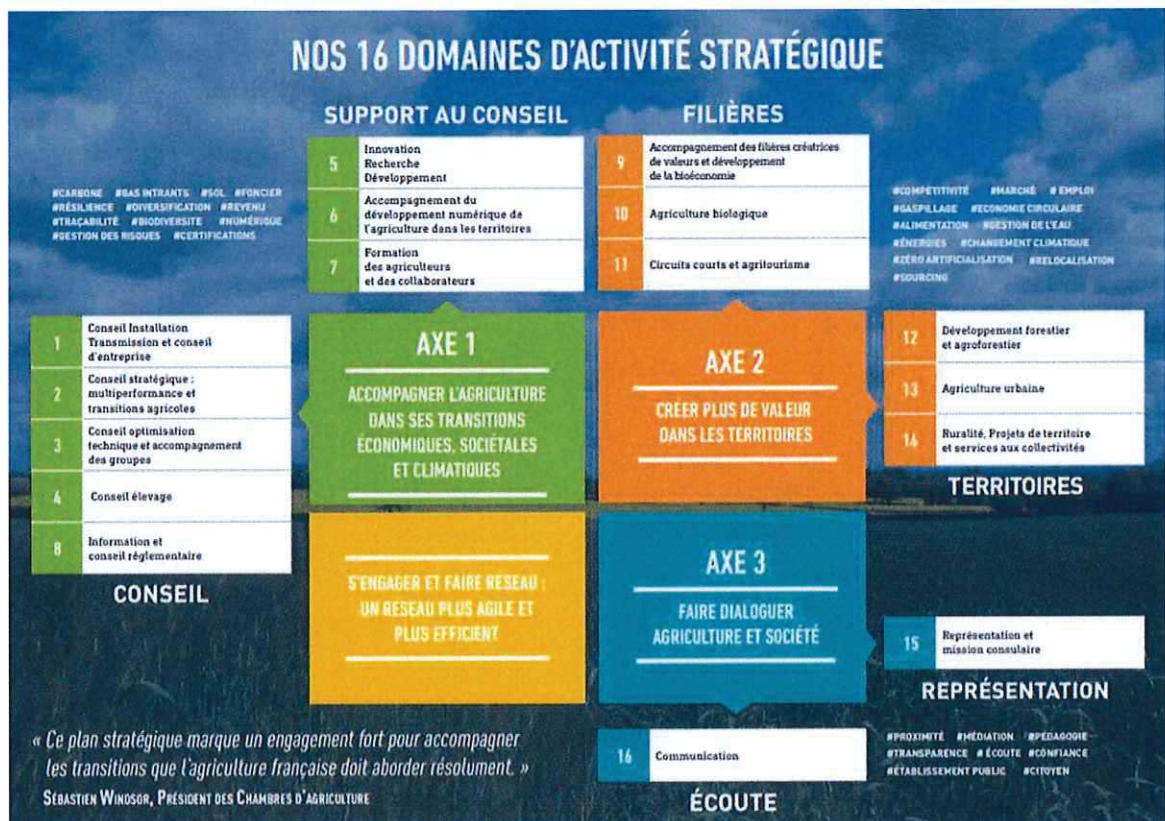 NOS 16 DOMAINES D'ACTIVITÉ STRATÉGIQUE
SUPPORT AU CONSEIL
5
Innovation
Recherche
Développement
6
Accompagnement du
développement numérique de
l'agriculture dans les territoires
7
Formation
des agriculteurs
et des collaborateurs
FILIÈRES
9
Accompagnement des filières créatrices
de valeurs et développement
de la bioéconomie
10
Agriculture biologique
11
Circuits courts et agritourisme
#CARBONE #BAS INTRANTS #SOL #FONCIER
#RÉSILIENCE #DIVERSIFICATION #REVENU
#TRAÇABILITÉ #BIODIVERSITE #NUMÉRIQUE
#GESTION DES RISQUES #CERTIFICATIONS
#COMPÉTITIVITÉ #MARCHÉ # EMPLOI
#GASPILLAGE #ECONOMIE CIRCULAIRE
#ALIMENTATION #GESTION DE L'EAU
#ÉNERGIES #CHANGEMENT CLIMATIQUE
#ZÉRO ARTIFICIALISATION #RELOCALISATION
#SOURCING
1
Conseil Installation
Transmission et conseil
d'entreprise
2
Conseil stratégique :
multiperformance et
transitions agricoles
3
Conseil optimisation
technique et accompagnement
des groupes
4
Conseil élevage
8
Information et
conseil réglementaire
CONSEIL
AXE 1
ACCOMPAGNER L'AGRICULTURE
DANS SES TRANSITIONS
ÉCONOMIQUES, SOCIÉTALES
ET CLIMATIQUES
AXE 2
CRÉER PLUS DE VALEUR
DANS LES TERRITOIRES
12
Développement forestier
et agroforestier
13
Agriculture urbaine
14
Ruralité, Projets de territoire
et services aux collectivités
TERRITOIRES
S'ENGAGER ET FAIRE RÉSEAU :
UN RESEAU PLUS AGILE ET
PLUS EFFICIENT
AXE 3
FAIRE DIALOGUER
AGRICULTURE ET SOCIÉTÉ
15
Représentation et
mission consulaire
REPRÉSENTATION
16
Communication
ÉCOUTE
#PROXIMITÉ #MÉDIATION #PÉDAGOGIE
#TRANSPARENCE # ÉCOUTE #CONFIANCE
#ÉTABLISSEMENT PUBLIC #CITOYEN
« Ce plan stratégique marque un engagement fort pour accompagner
les transitions que l'agriculture française doit aborder résolument. »
SÉBASTIEN WINDSOR, PRÉSIDENT DES CHAMBRES D'AGRICULTURE